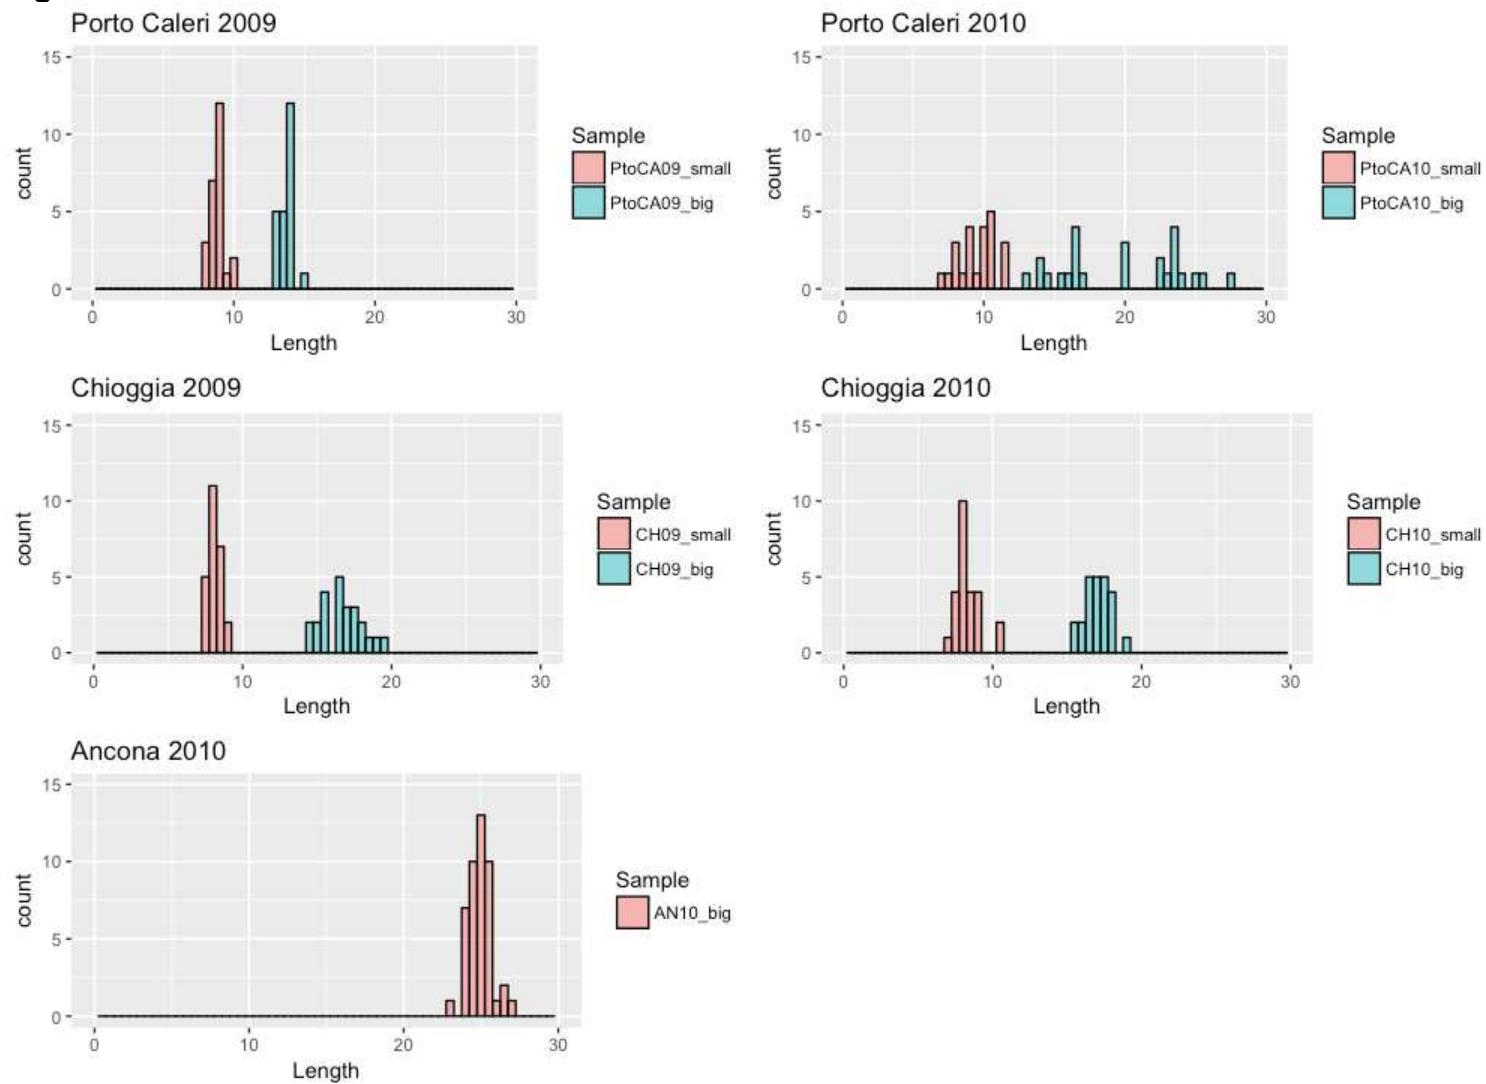 Porto Caleri 2009
15
10
5
0
count
0 10 20 30
Length
Sample
PtoCA09_small
PtoCA09_big
Porto Caleri 2010
15
10
5
0
count
0 10 20 30
Length
Sample
PtoCA10_small
PtoCA10_big
Chioggia 2009
15
10
5
0
count
0 10 20 30
Length
Sample
CH09_small
CH09_big
Chioggia 2010
15
10
5
0
count
0 10 20 30
Length
Sample
CH10_small
CH10_big
Ancona 2010
15
10
5
0
count
0 10 20 30
Length
Sample
AN10_big